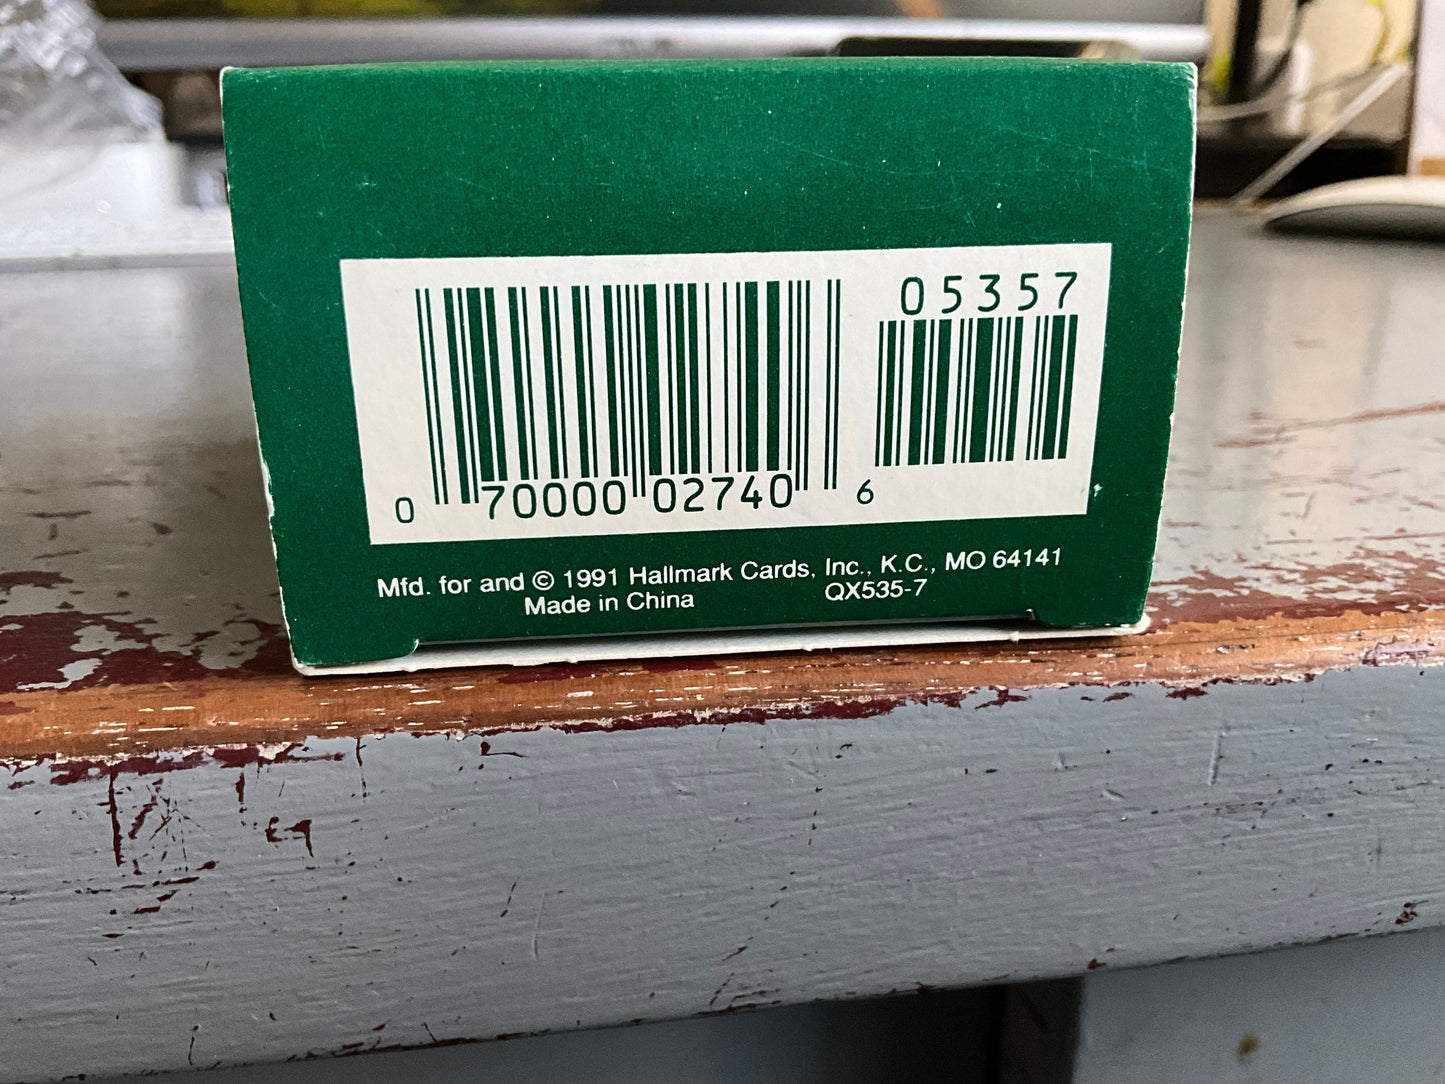 05357
0 70000 02740 6
Mfd. for and © 1991 Hallmark Cards, Inc., K.C., MO 64141
Made in China QX535-7